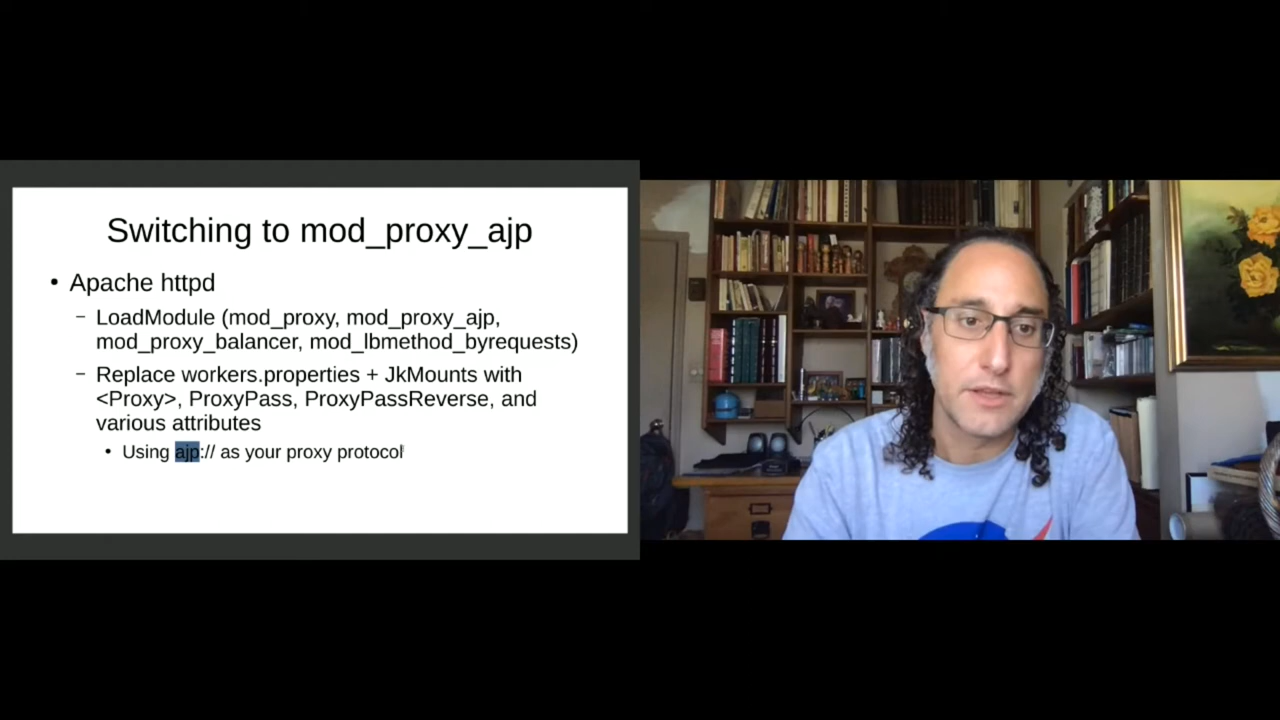 Switching to mod_proxy_ajp
• Apache httpd
– LoadModule (mod_proxy, mod_proxy_ajp,
mod_proxy_balancer, mod_lbmethod_byrequests)
– Replace workers.properties + JkMounts with
<Proxy>, ProxyPass, ProxyPassReverse, and
various attributes
• Using ajp:// as your proxy protocol